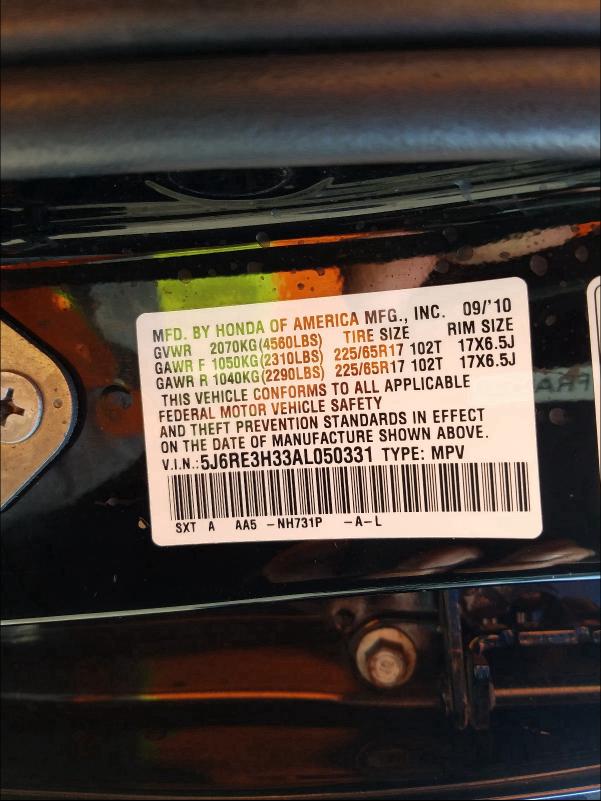 MFD. BY HONDA OF AMERICA MFG., INC. 09/'10
GVWR 2070KG(4560LBS) TIRE SIZE RIM SIZE
GAWR F 1050KG(2310LBS) 225/65R17 102T 17X6.5J
GAWR R 1040KG(2290LBS) 225/65R17 102T 17X6.5J
THIS VEHICLE CONFORMS TO ALL APPLICABLE
FEDERAL MOTOR VEHICLE SAFETY
AND THEFT PREVENTION STANDARDS IN EFFECT
ON THE DATE OF MANUFACTURE SHOWN ABOVE.
V.I.N.:5J6RE3H33AL050331 TYPE: MPV
SXT A AA5 -NH731P -A-L